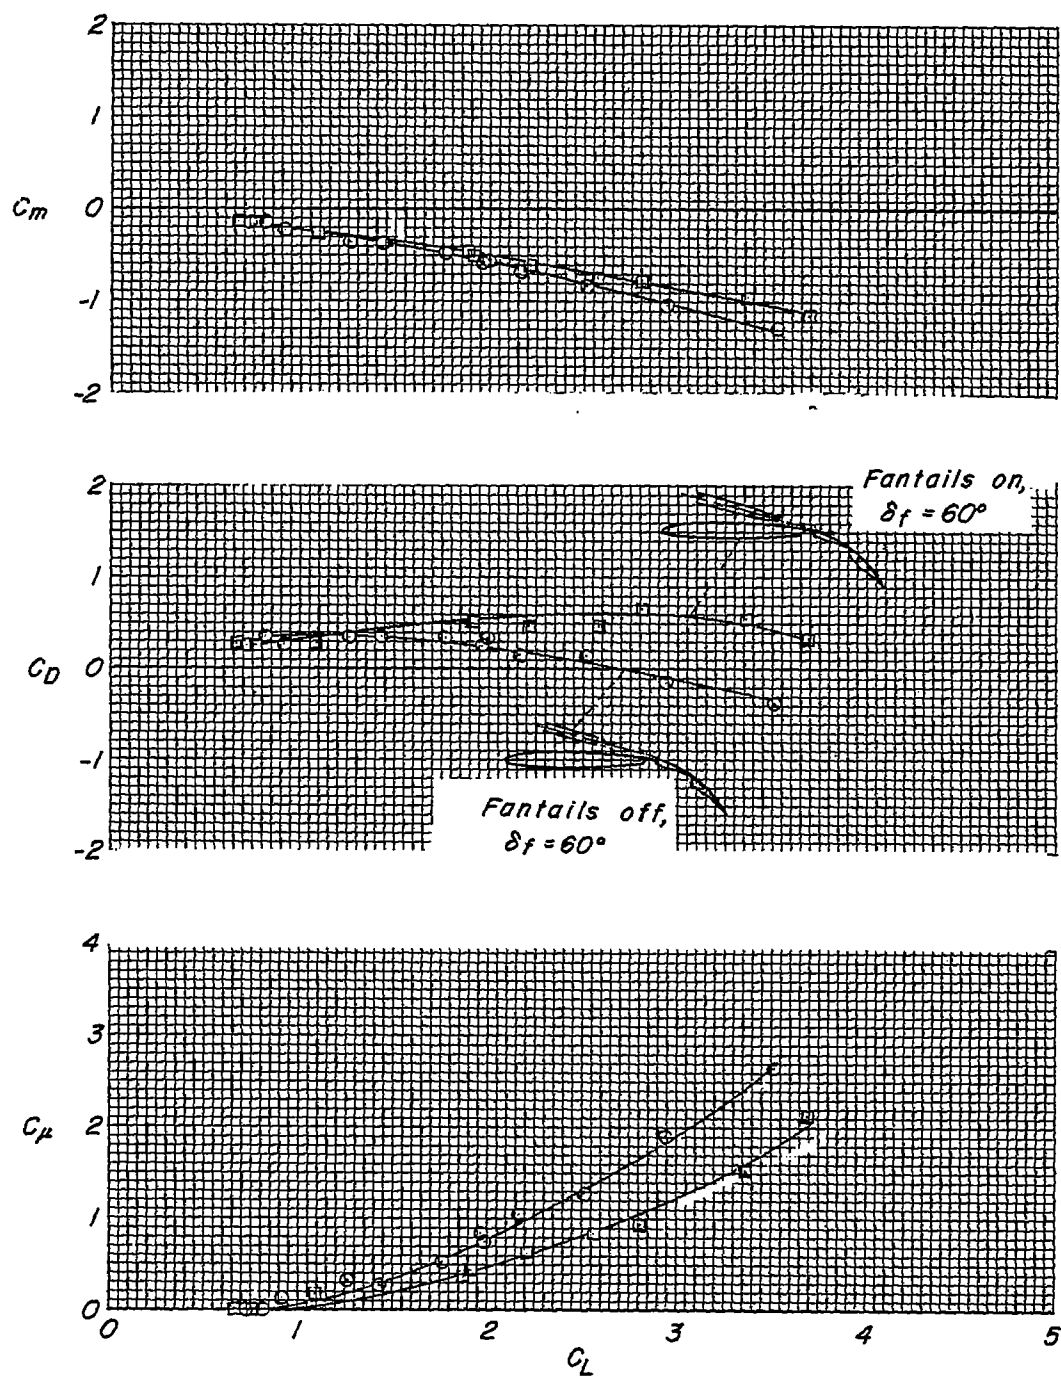 2
1
Cm
0
-1
-2
2
Fantails on,
δf = 60°
1
CD
0
-1
Fantails off,
δf = 60°
-2
4
3
Cμ
2
1
0
0 1 2 3 4 5
CL